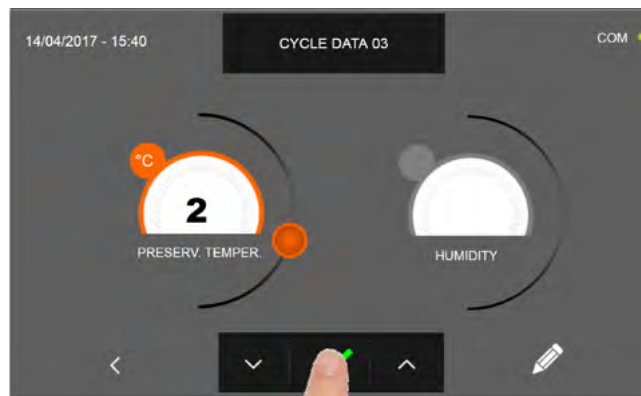 14/04/2017 - 15:40
CYCLE DATA 03
COM
°C
2
PRESERV. TEMPER.
HUMIDITY